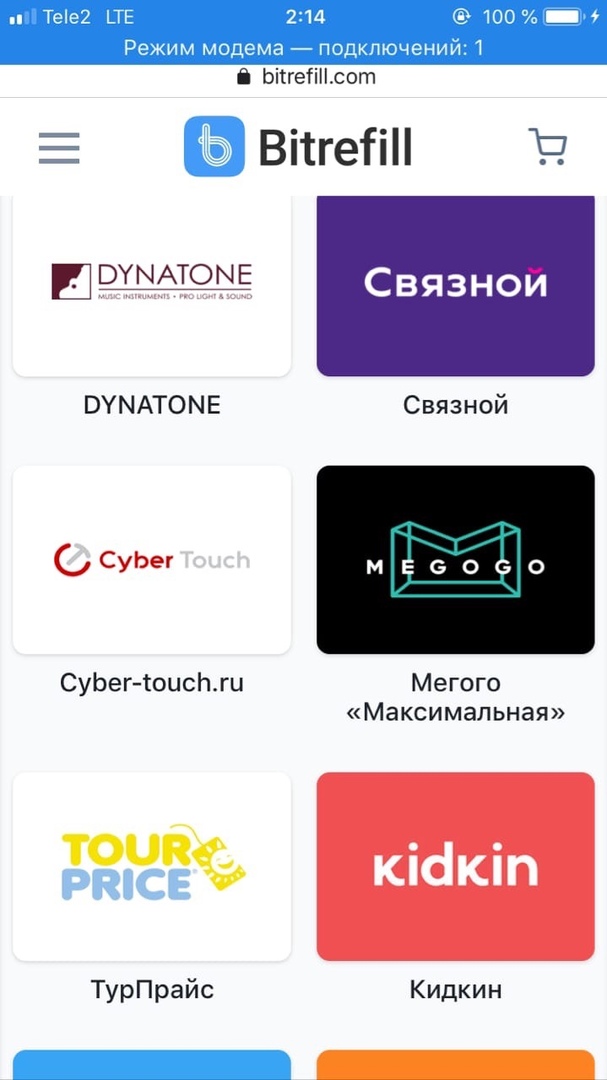 Tele2 LTE 2:14 100 %
Режим модема — подключений: 1
bitrefill.com
Bitrefill
DYNATONE
MUSIC INSTRUMENTS • PRO LIGHT & SOUND
Связной
DYNATONE
Связной
Cyber Touch
MEGOGO
Cyber-touch.ru
Мегого
«Максимальная»
TOUR
PRICE
кidкin
ТурПрайс
Кидкин